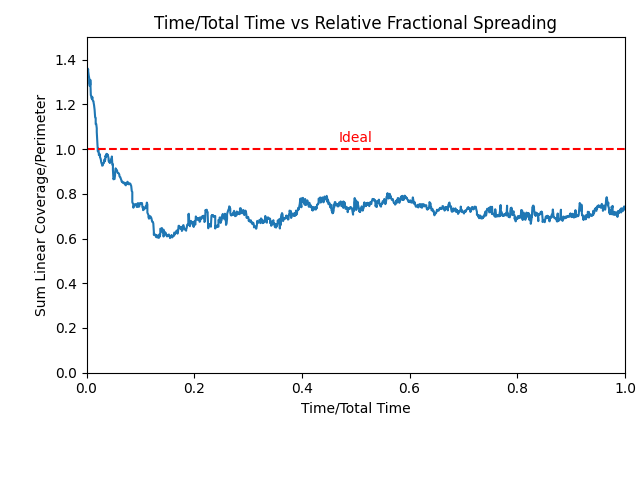 Time/Total Time vs Relative Fractional Spreading
Sum Linear Coverage/Perimeter
1.4
1.2
1.0
0.8
0.6
0.4
0.2
0.0
Ideal
0.0 0.2 0.4 0.6 0.8 1.0
Time/Total Time